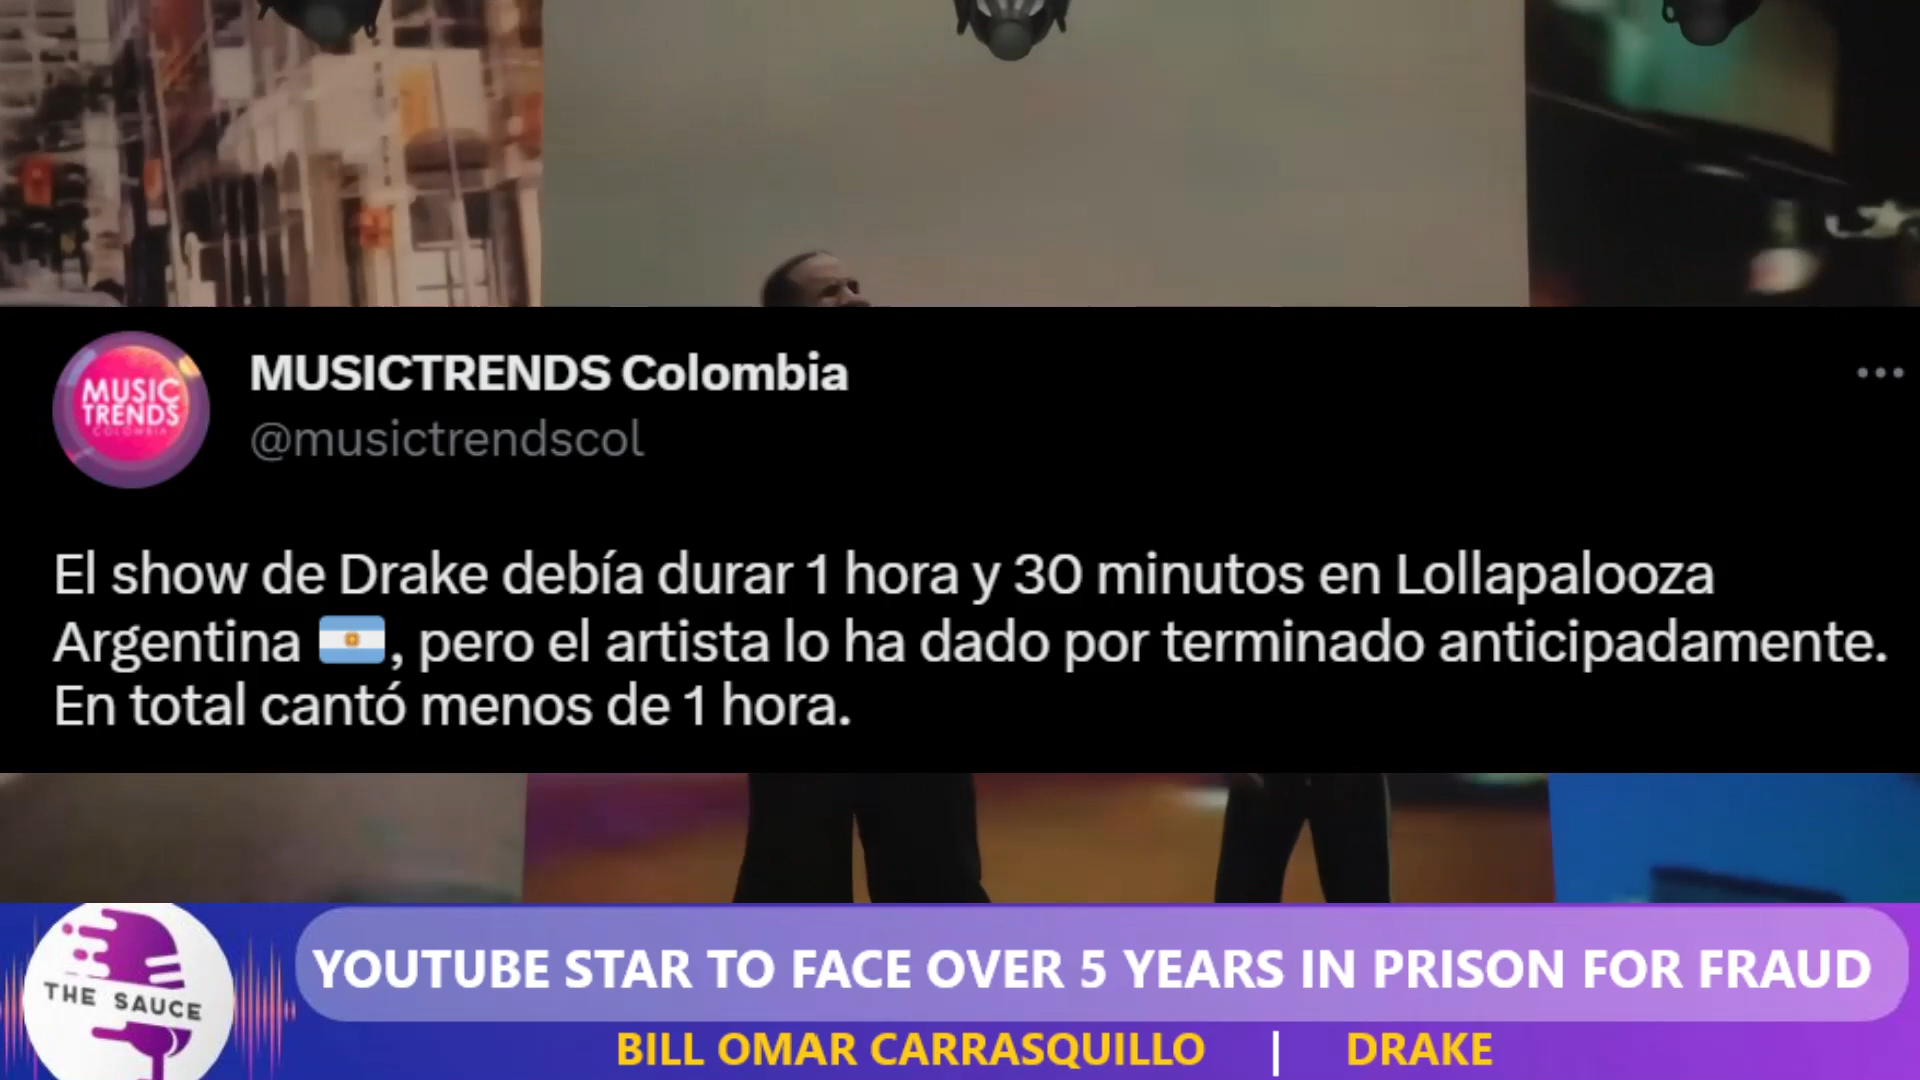 MUSIC
TRENDS
COLOMBIA
MUSICTRENDS Colombia
@musictrendscol
El show de Drake debía durar 1 hora y 30 minutos en Lollapalooza
Argentina 🇦🇷, pero el artista lo ha dado por terminado anticipadamente.
En total cantó menos de 1 hora.
THE SAUCE
YOUTUBE STAR TO FACE OVER 5 YEARS IN PRISON FOR FRAUD
BILL OMAR CARRASQUILLO | DRAKE